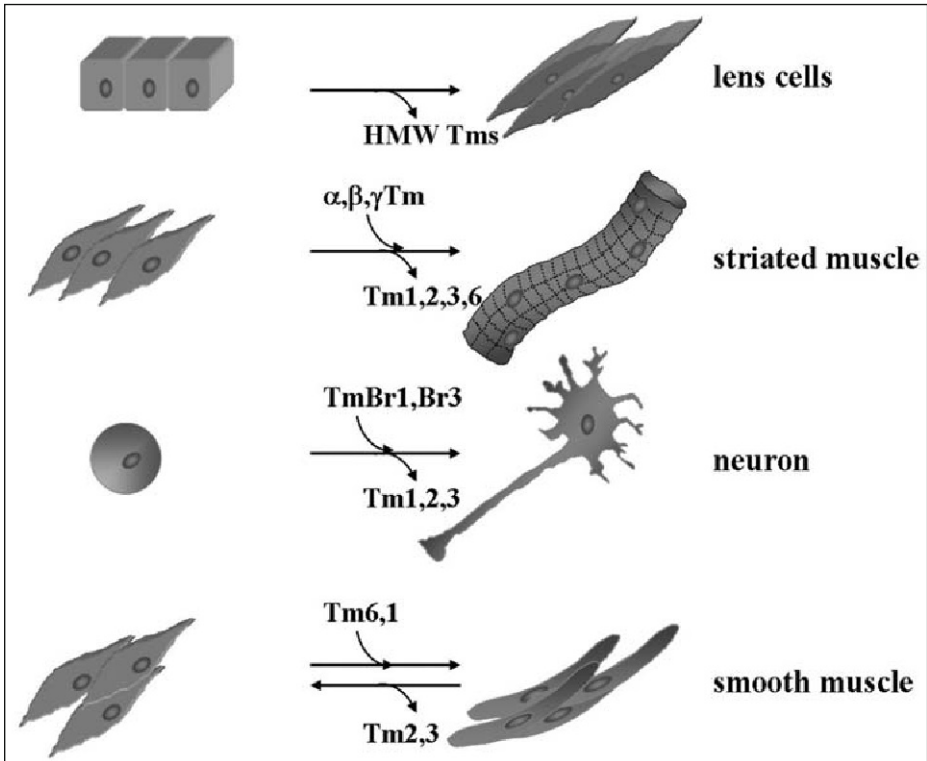 lens cells
HMW Tms
α,β,γTm
striated muscle
Tm1,2,3,6
TmBr1,Br3
neuron
Tm1,2,3
Tm6,1
smooth muscle
Tm2,3